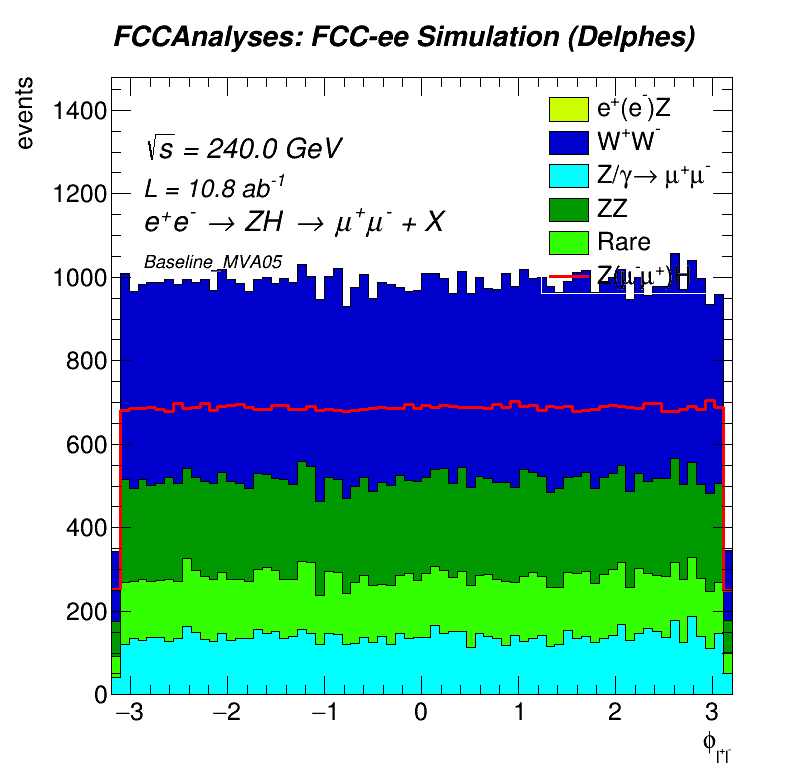 FCCAnalyses: FCC-ee Simulation (Delphes)
events
1400
1200
1000
800
600
400
200
0
√s = 240.0 GeV
L = 10.8 ab⁻¹
e⁺e⁻ → ZH → μ⁺μ⁻ + X
Baseline_MVA05
e⁺(e⁻)Z
W⁺W⁻
Z/γ→ μ⁺μ⁻
ZZ
Rare
Z(μ⁻μ⁺)H
−3 −2 −1 0 1 2 3
ϕ l⁺l⁻